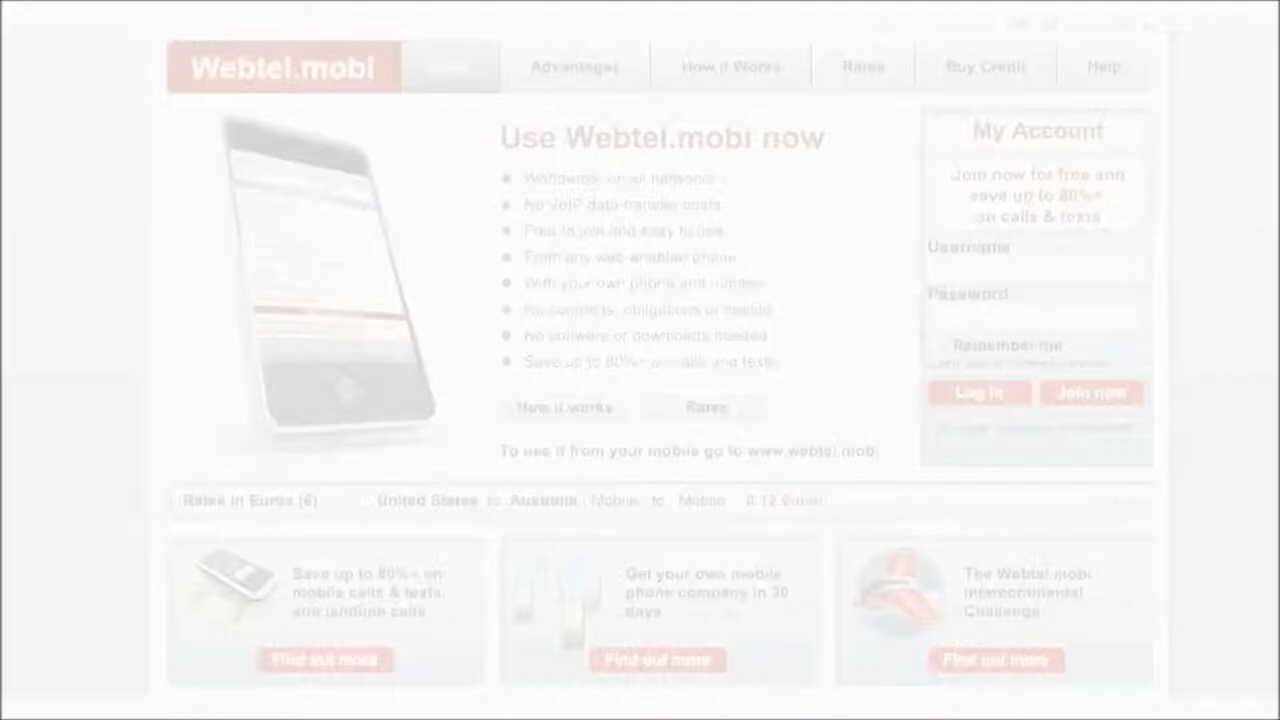 Webtel.mobi
Advantages
How it Works
Rates
Buy Credit
Help
Use Webtel.mobi now
Worldwide, on all networks
No VoIP data-transfer costs
Free to join and easy to use
From any web-enabled phone
With your own phone and number
No contracts, obligations or
No software or downloads needed
Save up to 80%+ on calls and texts
How it works
Rates
To use it from your mobile go to www.webtel.mobi
My Account
Join now for free and
save up to 80%+
on calls & texts
Username
Password
Remember me
Log in
Join now
Rates in Euros (€)
United States to Australia Mobile to Mobile
Save up to 80%+ on
mobile calls & texts,
and landline calls
Find out more
Get your own mobile
phone company in 30
days
Find out more
The Webtel.mobi
Intercontinental
Challenge
Find out more